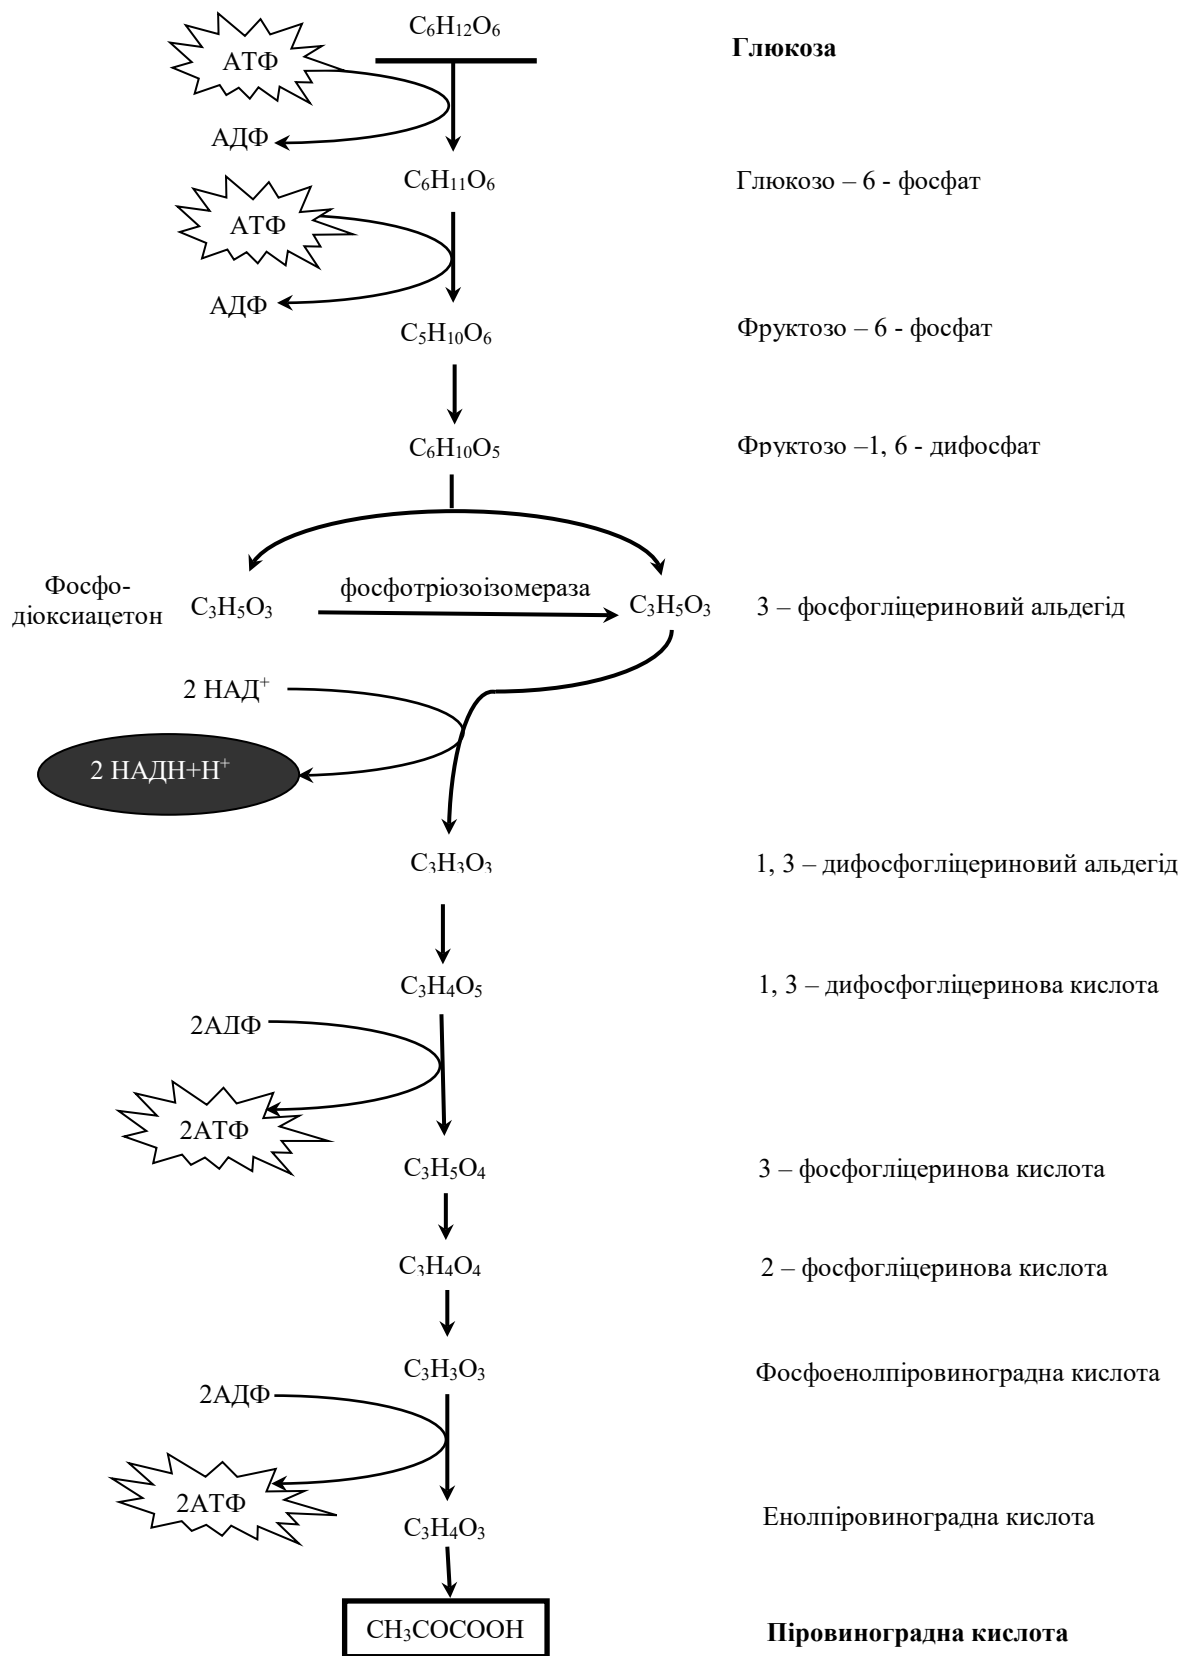 C₆H₁₂O₆
Глюкоза
АТФ
АДФ
C₆H₁₁O₆
Глюкозо – 6 - фосфат
АТФ
АДФ
C₅H₁₀O₆
Фруктозо – 6 - фосфат
C₆H₁₀O₅
Фруктозо –1, 6 - дифосфат
Фосфо-
діоксиацетон
C₃H₅O₃
фосфотріозоізомераза
C₃H₅O₃
3 – фосфогліцериновий альдегід
2 НАД⁺
2 НАДН+Н⁺
C₃H₃O₃
1, 3 – дифосфогліцериновий альдегід
C₃H₄O₅
1, 3 – дифосфогліцеринова кислота
2АДФ
2АТФ
C₃H₅O₄
3 – фосфогліцеринова кислота
C₃H₄O₄
2 – фосфогліцеринова кислота
C₃H₃O₃
Фосфоенолпіровиноградна кислота
2АДФ
2АТФ
C₃H₄O₃
Енолпіровиноградна кислота
CH₃COCOOH
Піровиноградна кислота